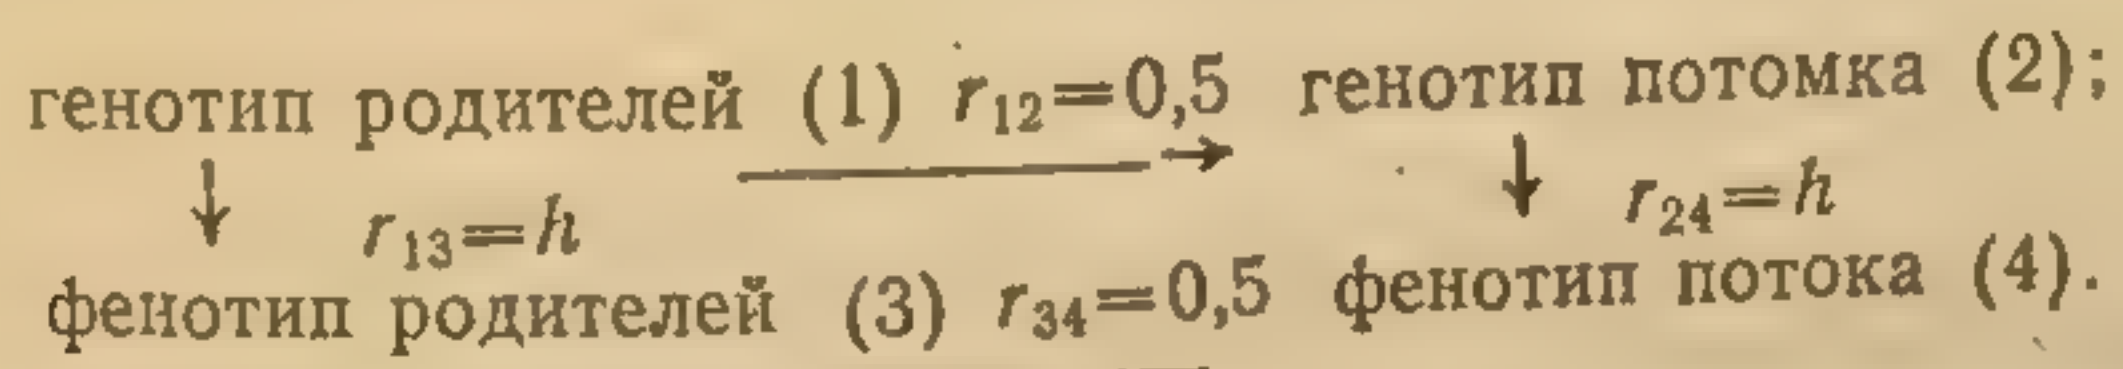 генотип родителей (1) r₁₂=0,5 генотип потомка (2);
↓ r₁₃=h → ↓ r₂₄=h
фенотип родителей (3) r₃₄=0,5 фенотип потока (4).